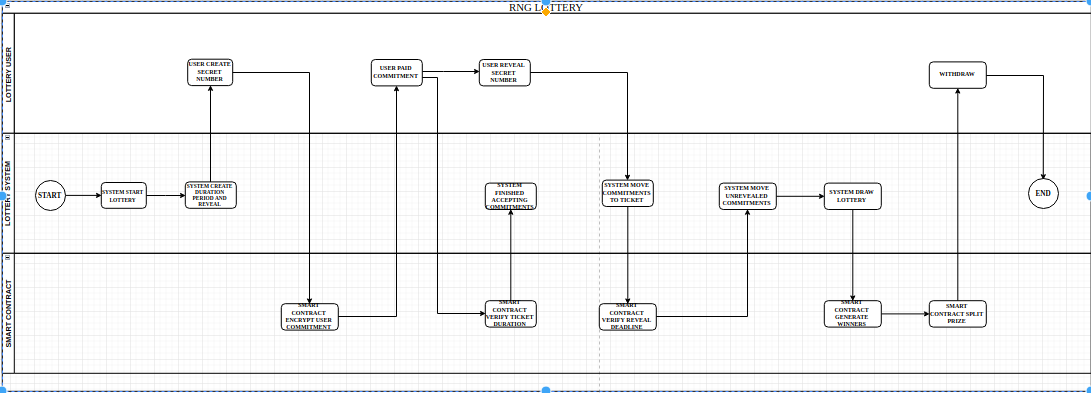 RNG LOTTERY
LOTTERY USER
USER CREATE
SECRET
NUMBER
USER PAID
COMMITMENT
USER REVEAL
SECRET
NUMBER
WITHDRAW
LOTTERY SYSTEM
START
SYSTEM START
LOTTERY
SYSTEM CREATE
DURATION
PERIOD AND
REVEAL
SYSTEM
FINISHED
ACCEPTING
COMMITMENTS
SYSTEM MOVE
COMMITMENTS
TO TICKET
SYSTEM MOVE
UNREVEALED
COMMITMENTS
SYSTEM DRAW
LOTTERY
END
SMART CONTRACT
SMART
CONTRACT
ENCRYPT USER
COMMITMENT
SMART
CONTRACT
VERIFY TICKET
DURATION
SMART
CONTRACT
VERIFY REVEAL
DEADLINE
SMART
CONTRACT
GENERATE
WINNERS
SMART
CONTRACT SPLIT
PRIZE